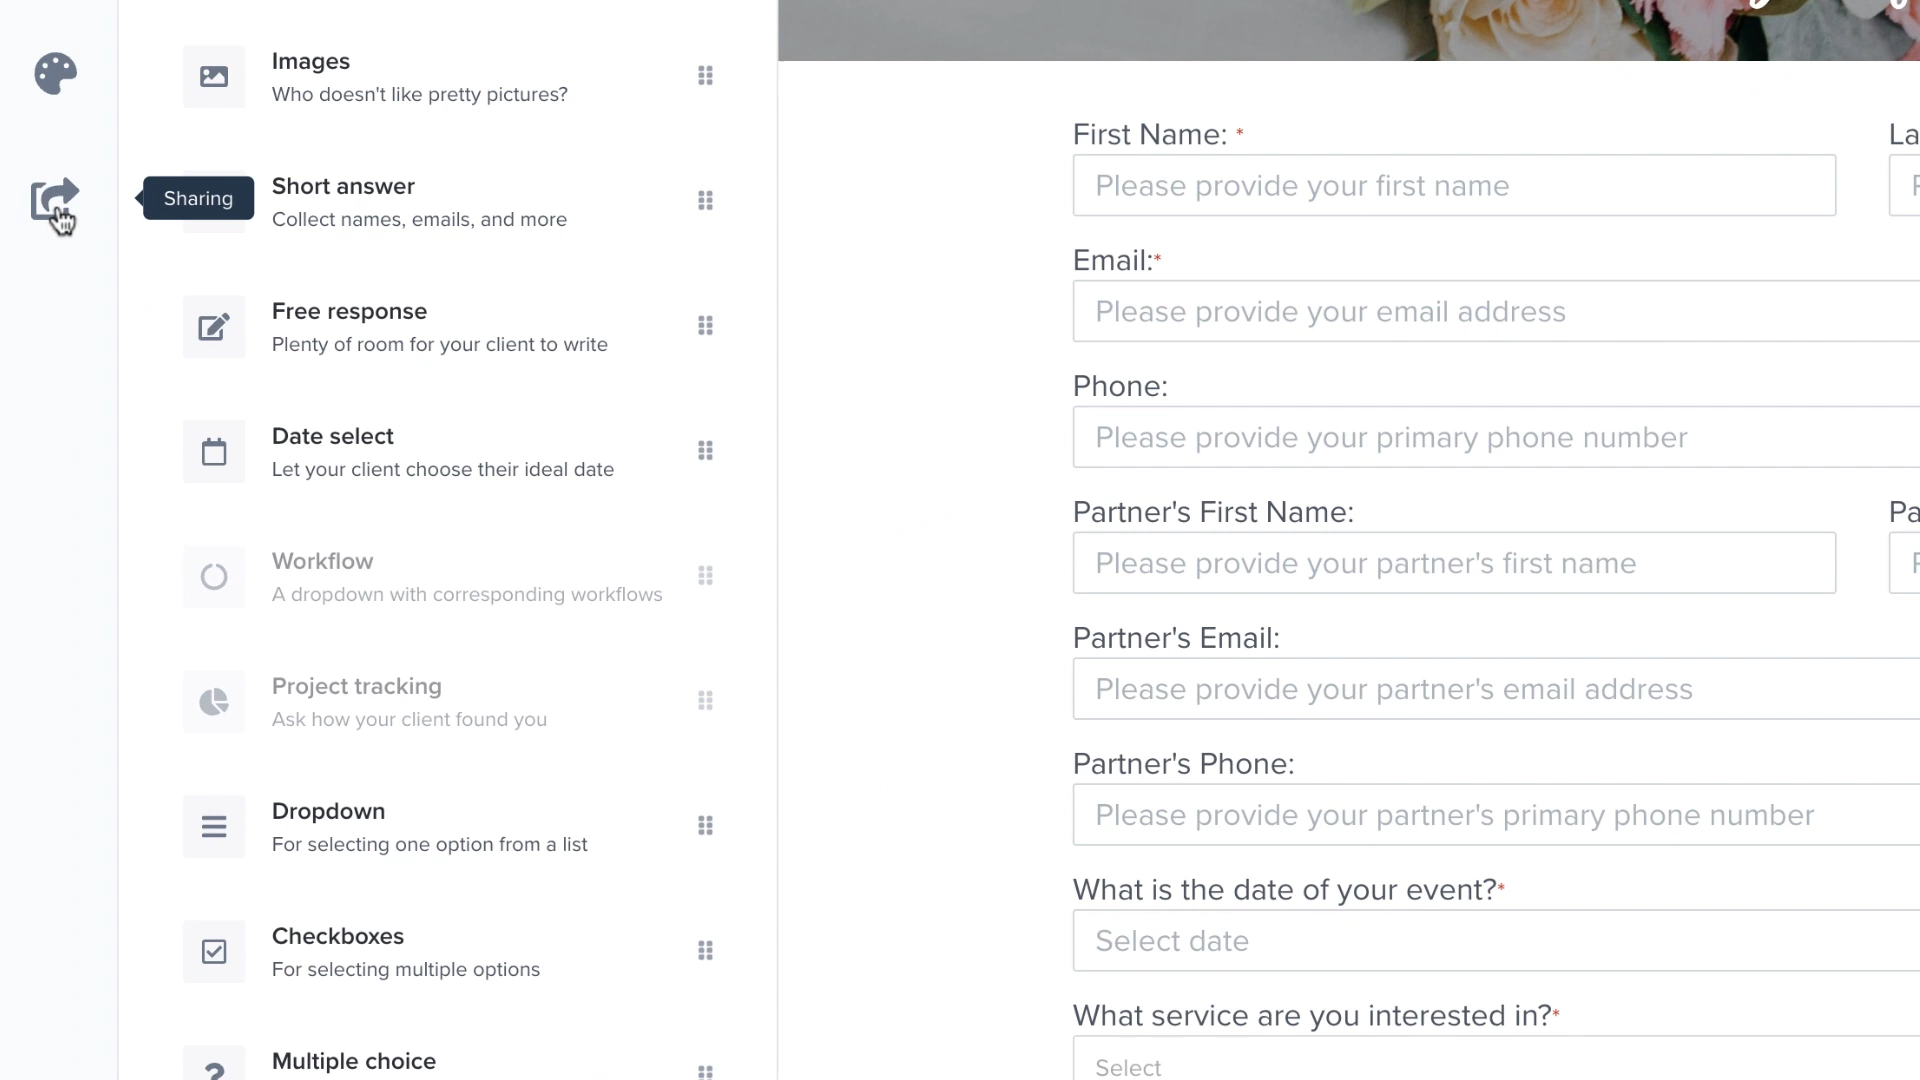 Images
Who doesn't like pretty pictures?
Sharing
Short answer
Collect names, emails, and more
Free response
Plenty of room for your client to write
Date select
Let your client choose their ideal date
Workflow
A dropdown with corresponding workflows
Project tracking
Ask how your client found you
Dropdown
For selecting one option from a list
Checkboxes
For selecting multiple options
Multiple choice
First Name: *
Please provide your first name
Email:*
Please provide your email address
Phone:
Please provide your primary phone number
Partner's First Name:
Please provide your partner's first name
Partner's Email:
Please provide your partner's email address
Partner's Phone:
Please provide your partner's primary phone number
What is the date of your event?*
Select date
What service are you interested in?*
Select